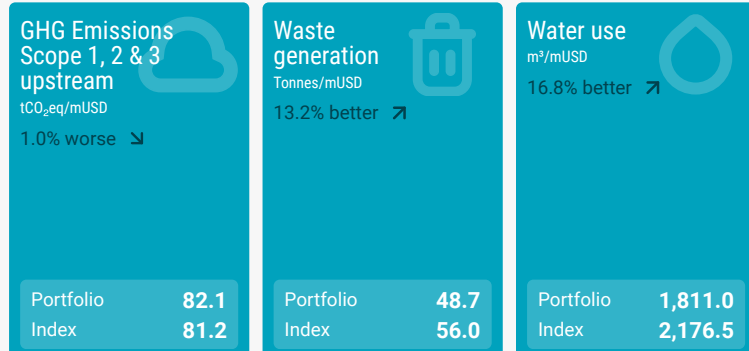 GHG Emissions
Scope 1, 2 & 3
upstream
tCO₂eq/mUSD
1.0% worse
Portfolio 82.1
Index 81.2
Waste
generation
Tonnes/mUSD
13.2% better
Portfolio 48.7
Index 56.0
Water use
m³/mUSD
16.8% better
Portfolio 1,811.0
Index 2,176.5